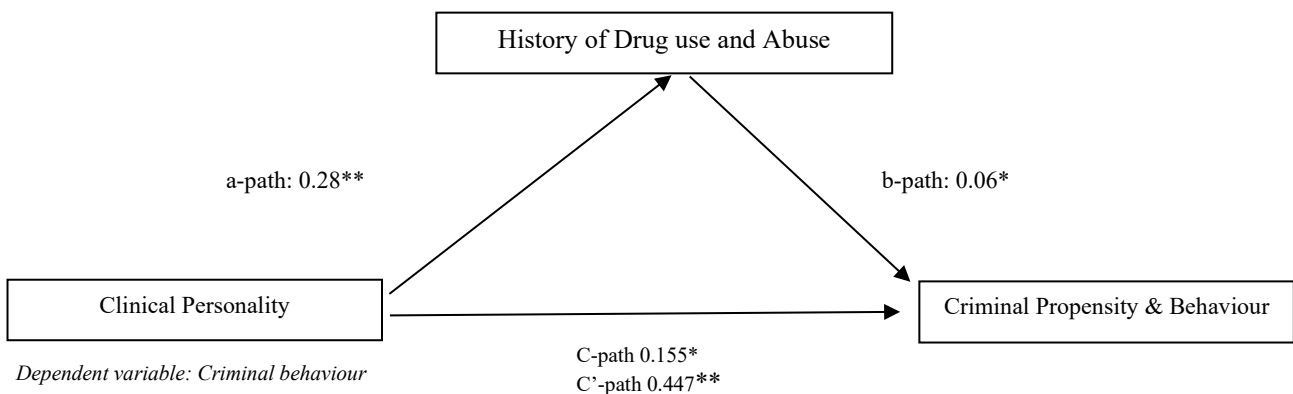 History of Drug use and Abuse
a-path: 0.28**
b-path: 0.06*
Clinical Personality
Criminal Propensity & Behaviour
Dependent variable: Criminal behaviour
C-path 0.155*
C’-path 0.447**